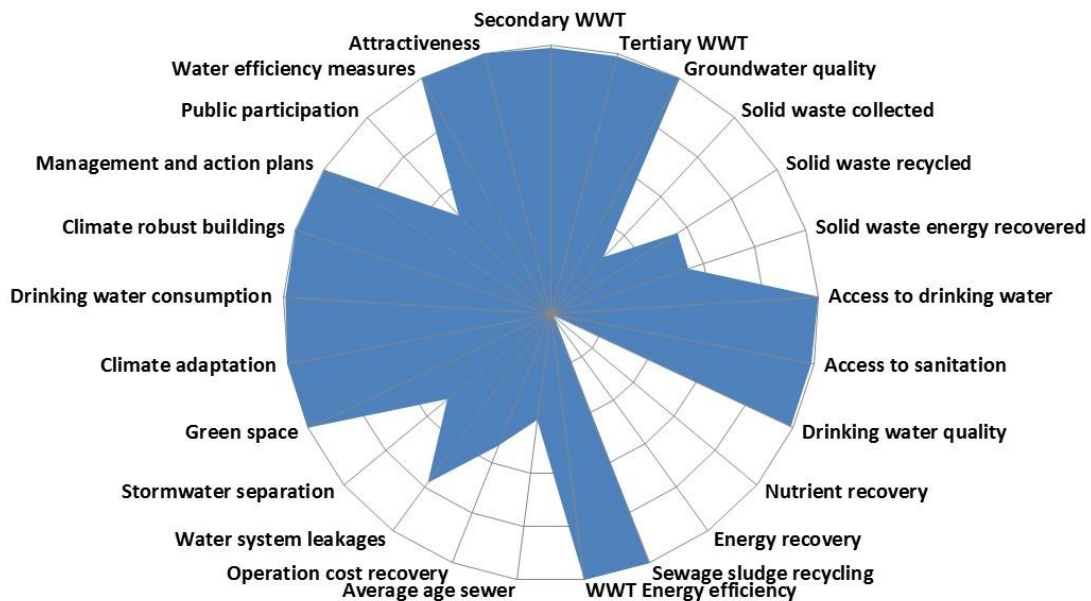 Secondary WWT
Tertiary WWT
Groundwater quality
Solid waste collected
Solid waste recycled
Solid waste energy recovered
Access to drinking water
Access to sanitation
Drinking water quality
Nutrient recovery
Energy recovery
Sewage sludge recycling
WWT Energy efficiency
Average age sewer
Operation cost recovery
Water system leakages
Stormwater separation
Green space
Climate adaptation
Drinking water consumption
Climate robust buildings
Management and action plans
Public participation
Water efficiency measures
Attractiveness